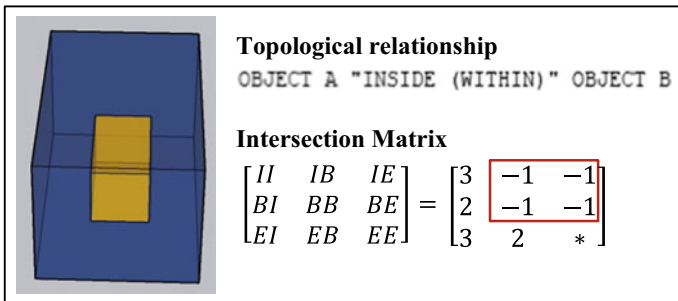 Topological relationship
OBJECT A "INSIDE (WITHIN)" OBJECT B
Intersection Matrix
[II IB IE] [3 −1 −1]
[BI BB BE] = [2 −1 −1]
[EI EB EE] [3 2 *]